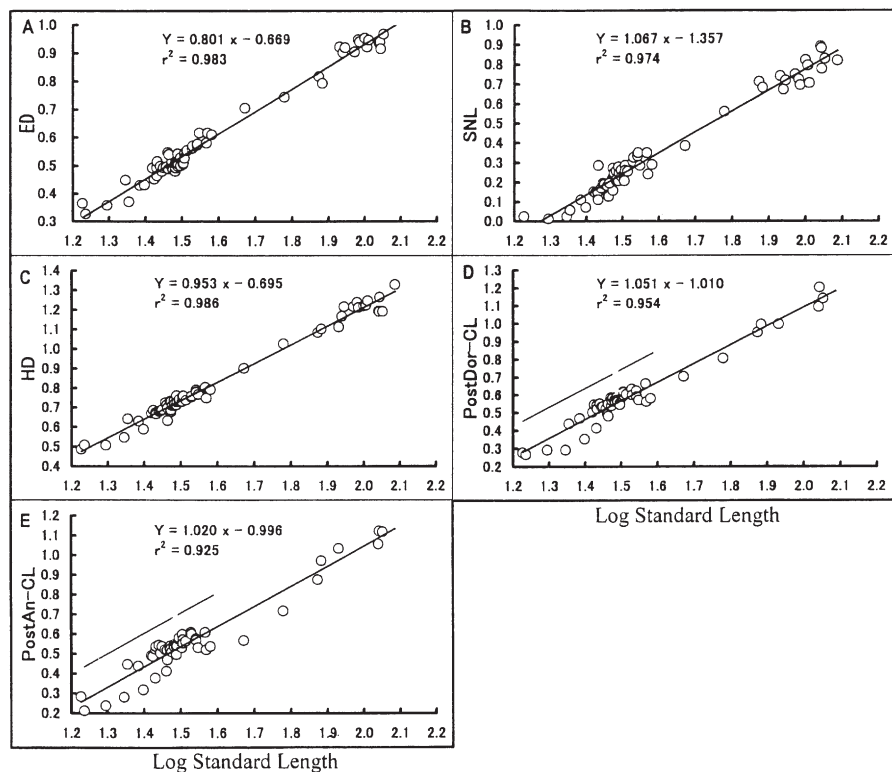 A
Y = 0.801 x − 0.669
r² = 0.983
ED
1.0
0.9
0.8
0.7
0.6
0.5
0.4
0.3
1.2 1.3 1.4 1.5 1.6 1.7 1.8 1.9 2.0 2.1 2.2
B
Y = 1.067 x − 1.357
r² = 0.974
SNL
1.0
0.9
0.8
0.7
0.6
0.5
0.4
0.3
0.2
0.1
0.0
1.2 1.3 1.4 1.5 1.6 1.7 1.8 1.9 2.0 2.1 2.2
C
Y = 0.953 x − 0.695
r² = 0.986
HD
1.4
1.3
1.2
1.1
1.0
0.9
0.8
0.7
0.6
0.5
0.4
1.2 1.3 1.4 1.5 1.6 1.7 1.8 1.9 2.0 2.1 2.2
D
Y = 1.051 x − 1.010
r² = 0.954
PostDor-CL
1.3
1.2
1.1
1.0
0.9
0.8
0.7
0.6
0.5
0.4
0.3
0.2
1.2 1.3 1.4 1.5 1.6 1.7 1.8 1.9 2.0 2.1 2.2
Log Standard Length
E
Y = 1.020 x − 0.996
r² = 0.925
PostAn-CL
1.2
1.1
1.0
0.9
0.8
0.7
0.6
0.5
0.4
0.3
0.2
1.2 1.3 1.4 1.5 1.6 1.7 1.8 1.9 2.0 2.1 2.2
Log Standard Length